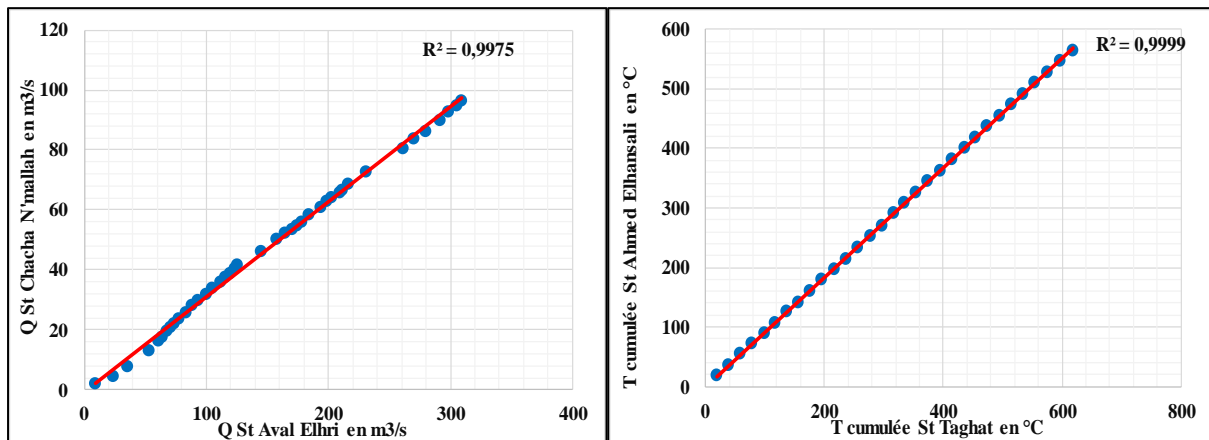 120
100
80
60
40
20
0
0 100 200 300 400
Q St Chacha N'mallah en m3/s
Q St Aval Elhri en m3/s
R² = 0,9975
600
500
400
300
200
100
0
0 200 400 600 800
T cumulée St Ahmed Elhansali en °C
T cumulée St Taghat en °C
R² = 0,9999